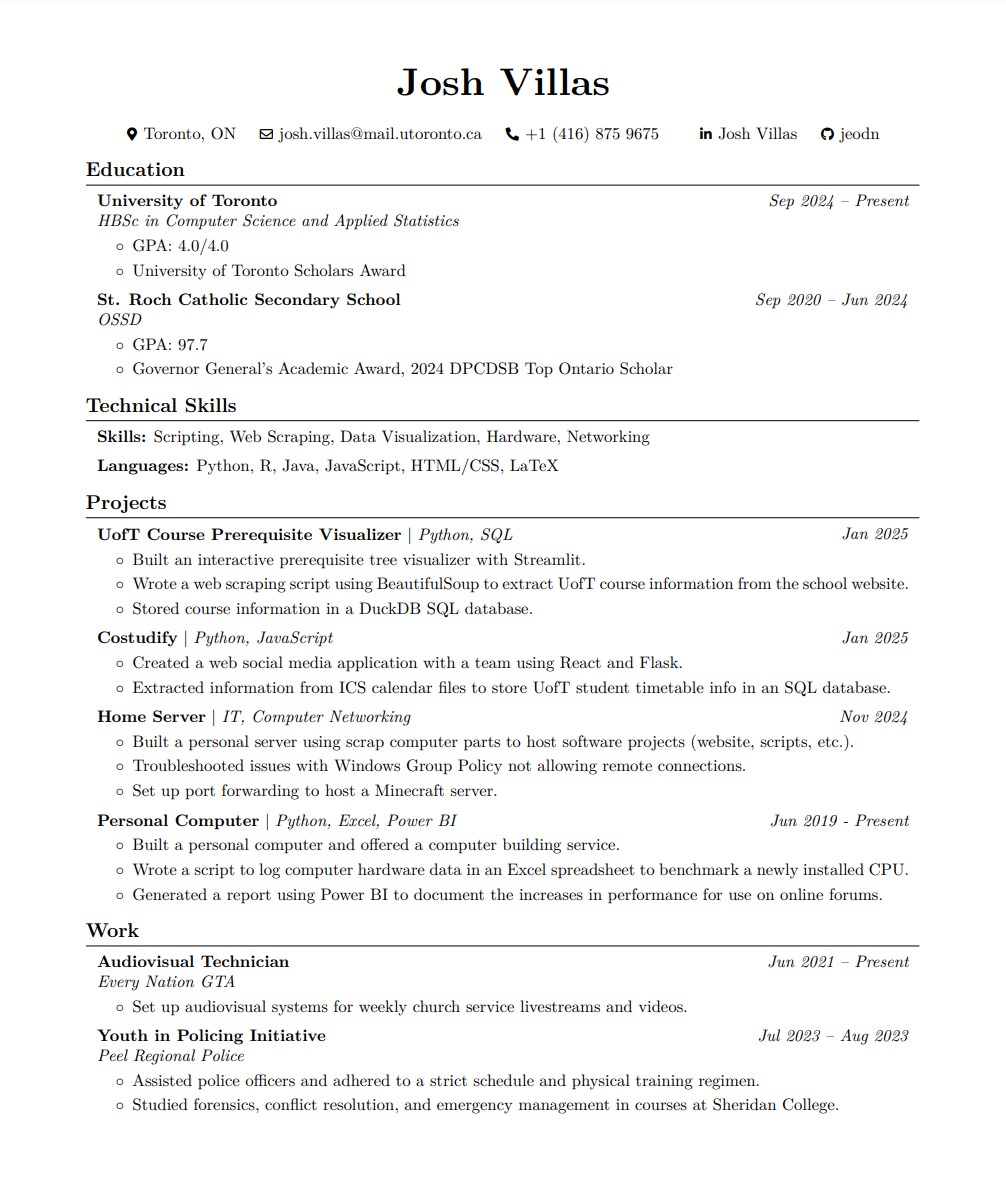 Josh Villas
Toronto, ON josh.villas@mail.utoronto.ca +1 (416) 875 9675 Josh Villas jeodn
Education
University of Toronto Sep 2024 – Present
HBSc in Computer Science and Applied Statistics
◦ GPA: 4.0/4.0
◦ University of Toronto Scholars Award
St. Roch Catholic Secondary School Sep 2020 – Jun 2024
OSSD
◦ GPA: 97.7
◦ Governor General's Academic Award, 2024 DPCDSB Top Ontario Scholar
Technical Skills
Skills: Scripting, Web Scraping, Data Visualization, Hardware, Networking
Languages: Python, R, Java, JavaScript, HTML/CSS, LaTeX
Projects
UofT Course Prerequisite Visualizer | Python, SQL Jan 2025
◦ Built an interactive prerequisite tree visualizer with Streamlit.
◦ Wrote a web scraping script using BeautifulSoup to extract UofT course information from the school website.
◦ Stored course information in a DuckDB SQL database.
Costudify | Python, JavaScript Jan 2025
◦ Created a web social media application with a team using React and Flask.
◦ Extracted information from ICS calendar files to store UofT student timetable info in an SQL database.
Home Server | IT, Computer Networking Nov 2024
◦ Built a personal server using scrap computer parts to host software projects (website, scripts, etc.).
◦ Troubleshooted issues with Windows Group Policy not allowing remote connections.
◦ Set up port forwarding to host a Minecraft server.
Personal Computer | Python, Excel, Power BI Jun 2019 - Present
◦ Built a personal computer and offered a computer building service.
◦ Wrote a script to log computer hardware data in an Excel spreadsheet to benchmark a newly installed CPU.
◦ Generated a report using Power BI to document the increases in performance for use on online forums.
Work
Audiovisual Technician Jun 2021 – Present
Every Nation GTA
◦ Set up audiovisual systems for weekly church service livestreams and videos.
Youth in Policing Initiative Jul 2023 – Aug 2023
Peel Regional Police
◦ Assisted police officers and adhered to a strict schedule and physical training regimen.
◦ Studied forensics, conflict resolution, and emergency management in courses at Sheridan College.